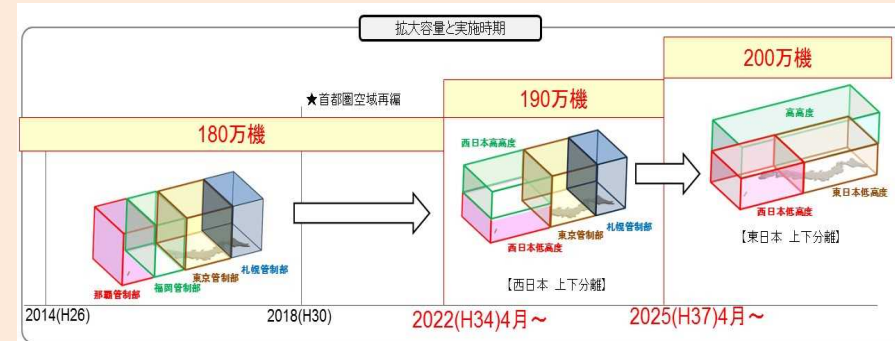 拡大容量と実施時期
200万機
190万機
★首都圏空域再編
180万機
高高度
西日本高高度
東日本低高度
西日本低高度
札幌管制部
東京管制部
西日本低高度
【東日本 上下分離】
札幌管制部
東京管制部
福岡管制部
那覇管制部
【西日本 上下分離】
2014(H26)
2018(H30)
2022(H34)4月~
2025(H37)4月~